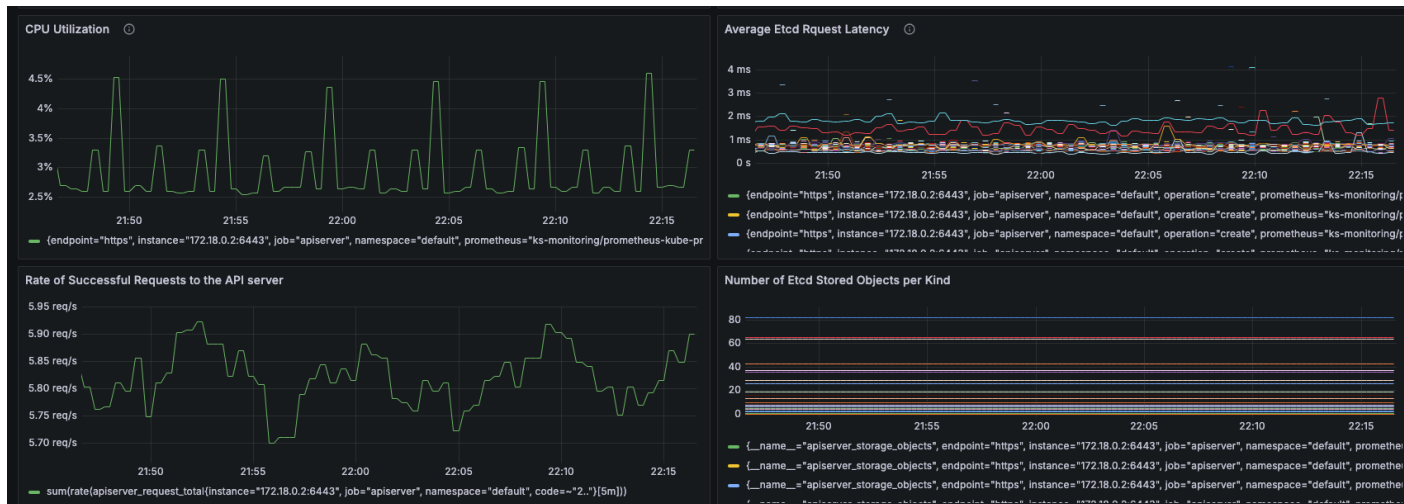 CPU Utilization
4.5%
4%
3.5%
3%
2.5%
21:50 21:55 22:00 22:05 22:10 22:15
{endpoint="https", instance="172.18.0.2:6443", job="apiserver", namespace="default", prometheus="ks-monitoring/prometheus-kube-pr
Average Etcd Rquest Latency
4 ms
3 ms
2 ms
1 ms
0 s
21:50 21:55 22:00 22:05 22:10 22:15
{endpoint="https", instance="172.18.0.2:6443", job="apiserver", namespace="default", operation="create", prometheus="ks-monitoring/p
{endpoint="https", instance="172.18.0.2:6443", job="apiserver", namespace="default", operation="create", prometheus="ks-monitoring/p
{endpoint="https", instance="172.18.0.2:6443", job="apiserver", namespace="default", operation="create", prometheus="ks-monitoring/p
Rate of Successful Requests to the API server
5.95 req/s
5.90 req/s
5.85 req/s
5.80 req/s
5.75 req/s
5.70 req/s
21:50 21:55 22:00 22:05 22:10 22:15
sum(rate(apiserver_request_total{instance="172.18.0.2:6443", job="apiserver", namespace="default", code=~"2.."}[5m]))
Number of Etcd Stored Objects per Kind
80
60
40
20
0
21:50 21:55 22:00 22:05 22:10 22:15
{__name__="apiserver_storage_objects", endpoint="https", instance="172.18.0.2:6443", job="apiserver", namespace="default", promethe
{__name__="apiserver_storage_objects", endpoint="https", instance="172.18.0.2:6443", job="apiserver", namespace="default", promethe
{__name__="apiserver_storage_objects", endpoint="https", instance="172.18.0.2:6443", job="apiserver", namespace="default", promethe